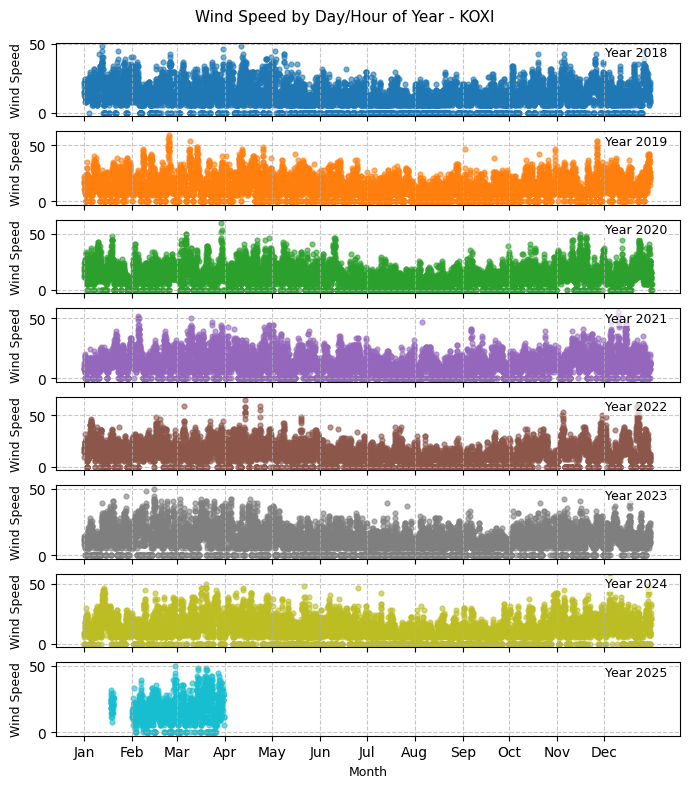 Wind Speed by Day/Hour of Year - KOXI
Wind Speed
50
0
Year 2018
Wind Speed
50
0
Year 2019
Wind Speed
50
0
Year 2020
Wind Speed
50
0
Year 2021
Wind Speed
50
0
Year 2022
Wind Speed
50
0
Year 2023
Wind Speed
50
0
Year 2024
Wind Speed
50
0
Year 2025
Jan Feb Mar Apr May Jun Jul Aug Sep Oct Nov Dec
Month